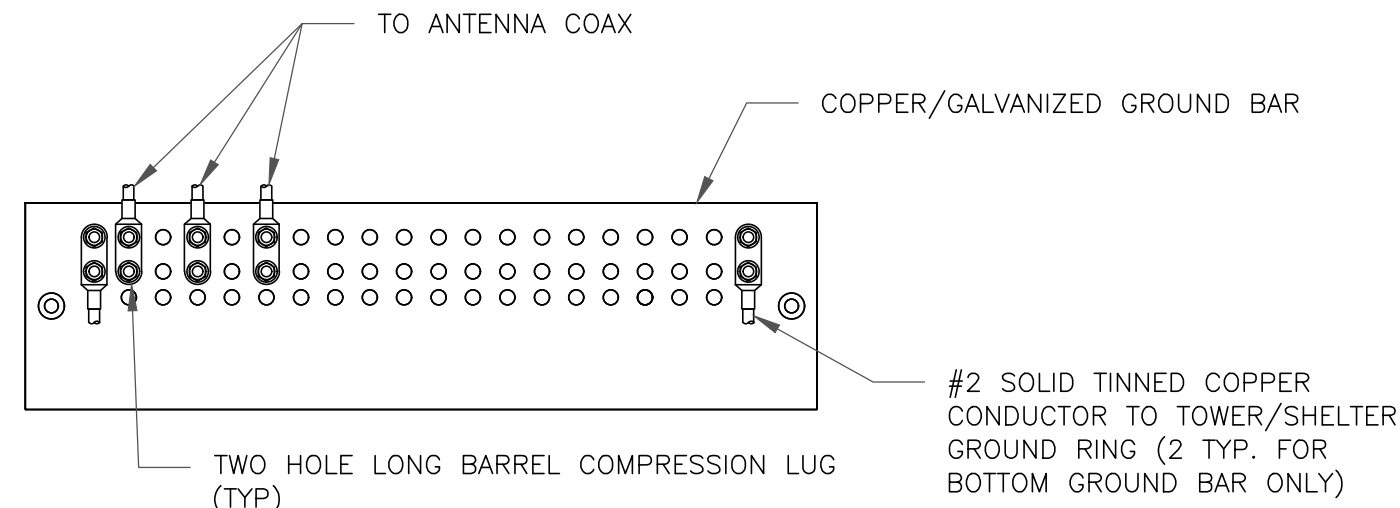 TO ANTENNA COAX
COPPER/GALVANIZED GROUND BAR
#2 SOLID TINNED COPPER
CONDUCTOR TO TOWER/SHELTER
GROUND RING (2 TYP. FOR
BOTTOM GROUND BAR ONLY)
TWO HOLE LONG BARREL COMPRESSION LUG
(TYP)